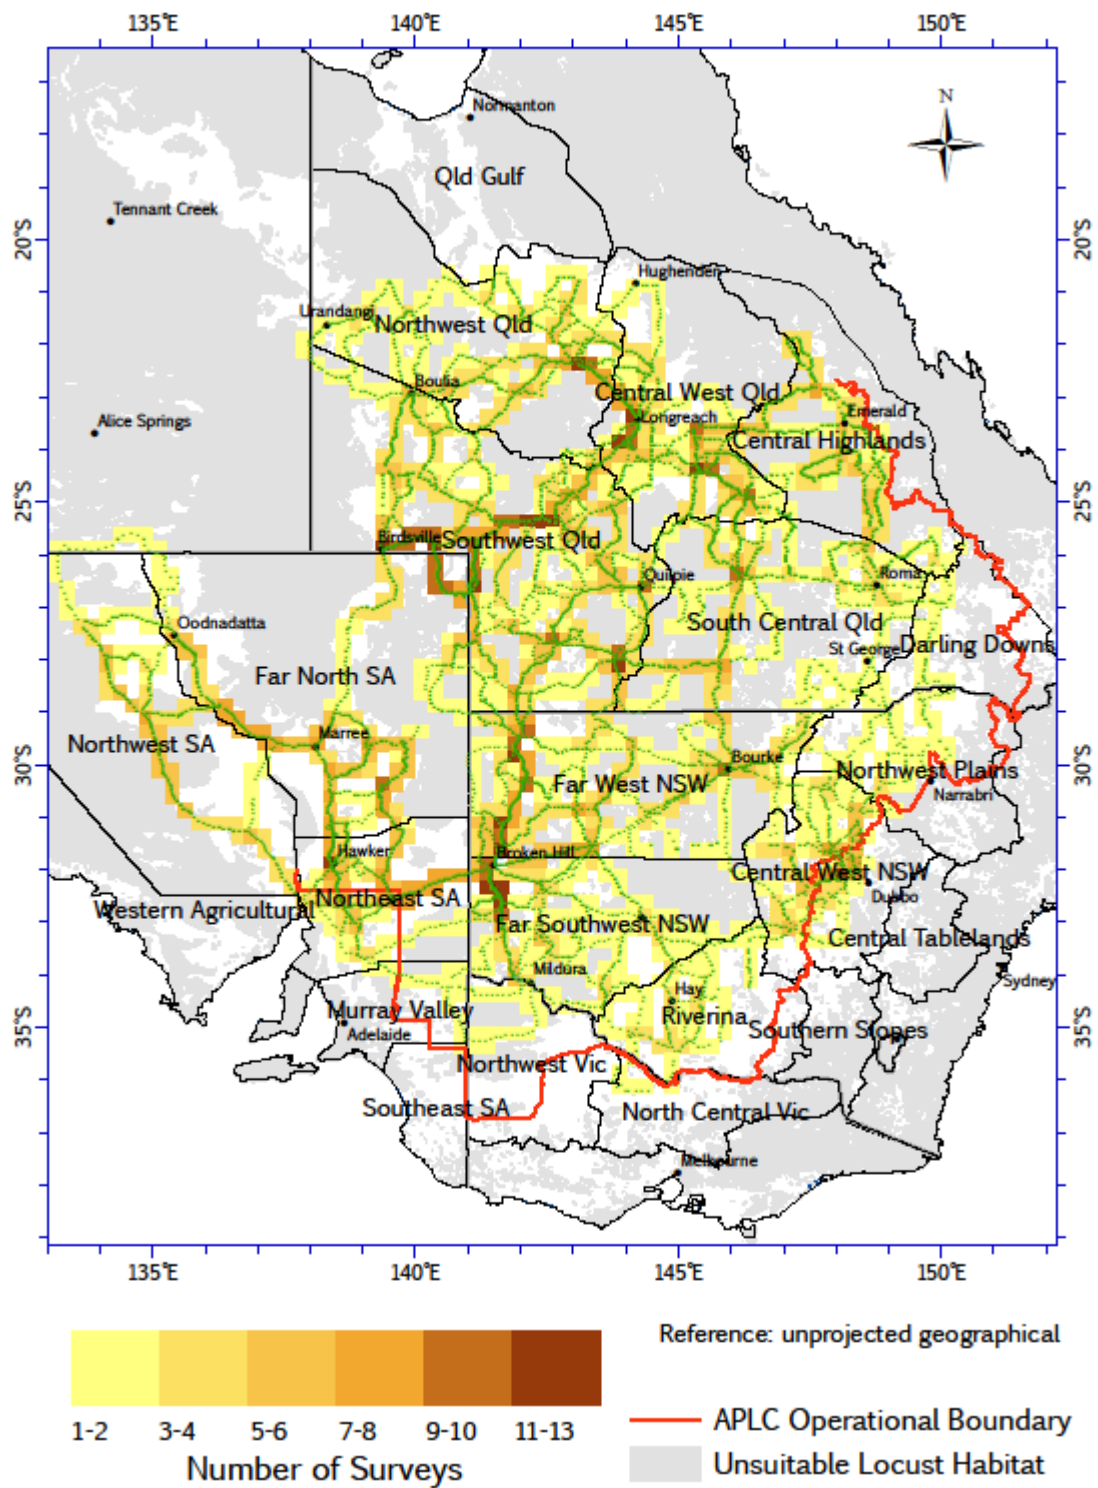 135°E 140°E 145°E 150°E
N
Normanton
Qld Gulf
Tennant Creek
20°S 20°S
Hughenden
Urandangi
Northwest Qld
Boulia
Central West Qld
Alice Springs
Longreach
Emerald
Central Highlands
25°S 25°S
Birdsville
Southwest Qld
Quilpie
Roma
Oodnadatta
South Central Qld
St George
Darling Downs
Far North SA
Marree
Northwest SA
Bourke
30°S 30°S
Northwest Plains
Far West NSW
Narrabri
Hawker
Broken Hill
Central West NSW
Northeast SA
Dubbo
Western Agricultural
Far Southwest NSW
Central Tablelands
Mildura
Sydney
Hay
Murray Valley
Riverina
Southern Slopes
35°S 35°S
Adelaide
Northwest Vic
Southeast SA
North Central Vic
Melbourne
135°E 140°E 145°E 150°E
Reference: unprojected geographical
1-2 3-4 5-6 7-8 9-10 11-13
Number of Surveys
APLC Operational Boundary
Unsuitable Locust Habitat